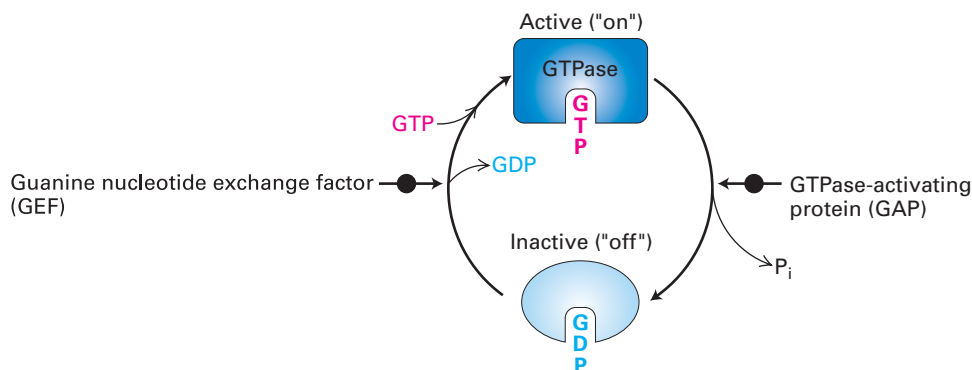 Active ("on")
GTPase
G
T
P
GTP
GDP
Guanine nucleotide exchange factor
(GEF)
GTPase-activating
protein (GAP)
Inactive ("off")
Pi
G
D
P